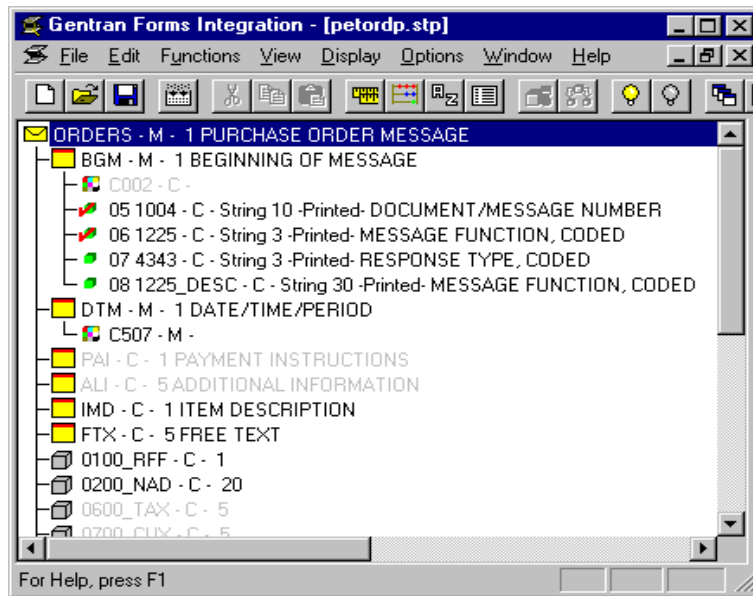 Gentran Forms Integration - [petordp.stp]
File Edit Functions View Display Options Window Help
ORDERS - M - 1 PURCHASE ORDER MESSAGE
BGM - M - 1 BEGINNING OF MESSAGE
C002 - C -
05 1004 - C - String 10 -Printed- DOCUMENT/MESSAGE NUMBER
06 1225 - C - String 3 -Printed- MESSAGE FUNCTION, CODED
07 4343 - C - String 3 -Printed- RESPONSE TYPE, CODED
08 1225_DESC - C - String 30 -Printed- MESSAGE FUNCTION, CODED
DTM - M - 1 DATE/TIME/PERIOD
C507 - M -
PAI - C - 1 PAYMENT INSTRUCTIONS
ALI - C - 5 ADDITIONAL INFORMATION
IMD - C - 1 ITEM DESCRIPTION
FTX - C - 5 FREE TEXT
0100_RFF - C - 1
0200_NAD - C - 20
0600_TAX - C - 5
0700_CUX - C - 5
For Help, press F1